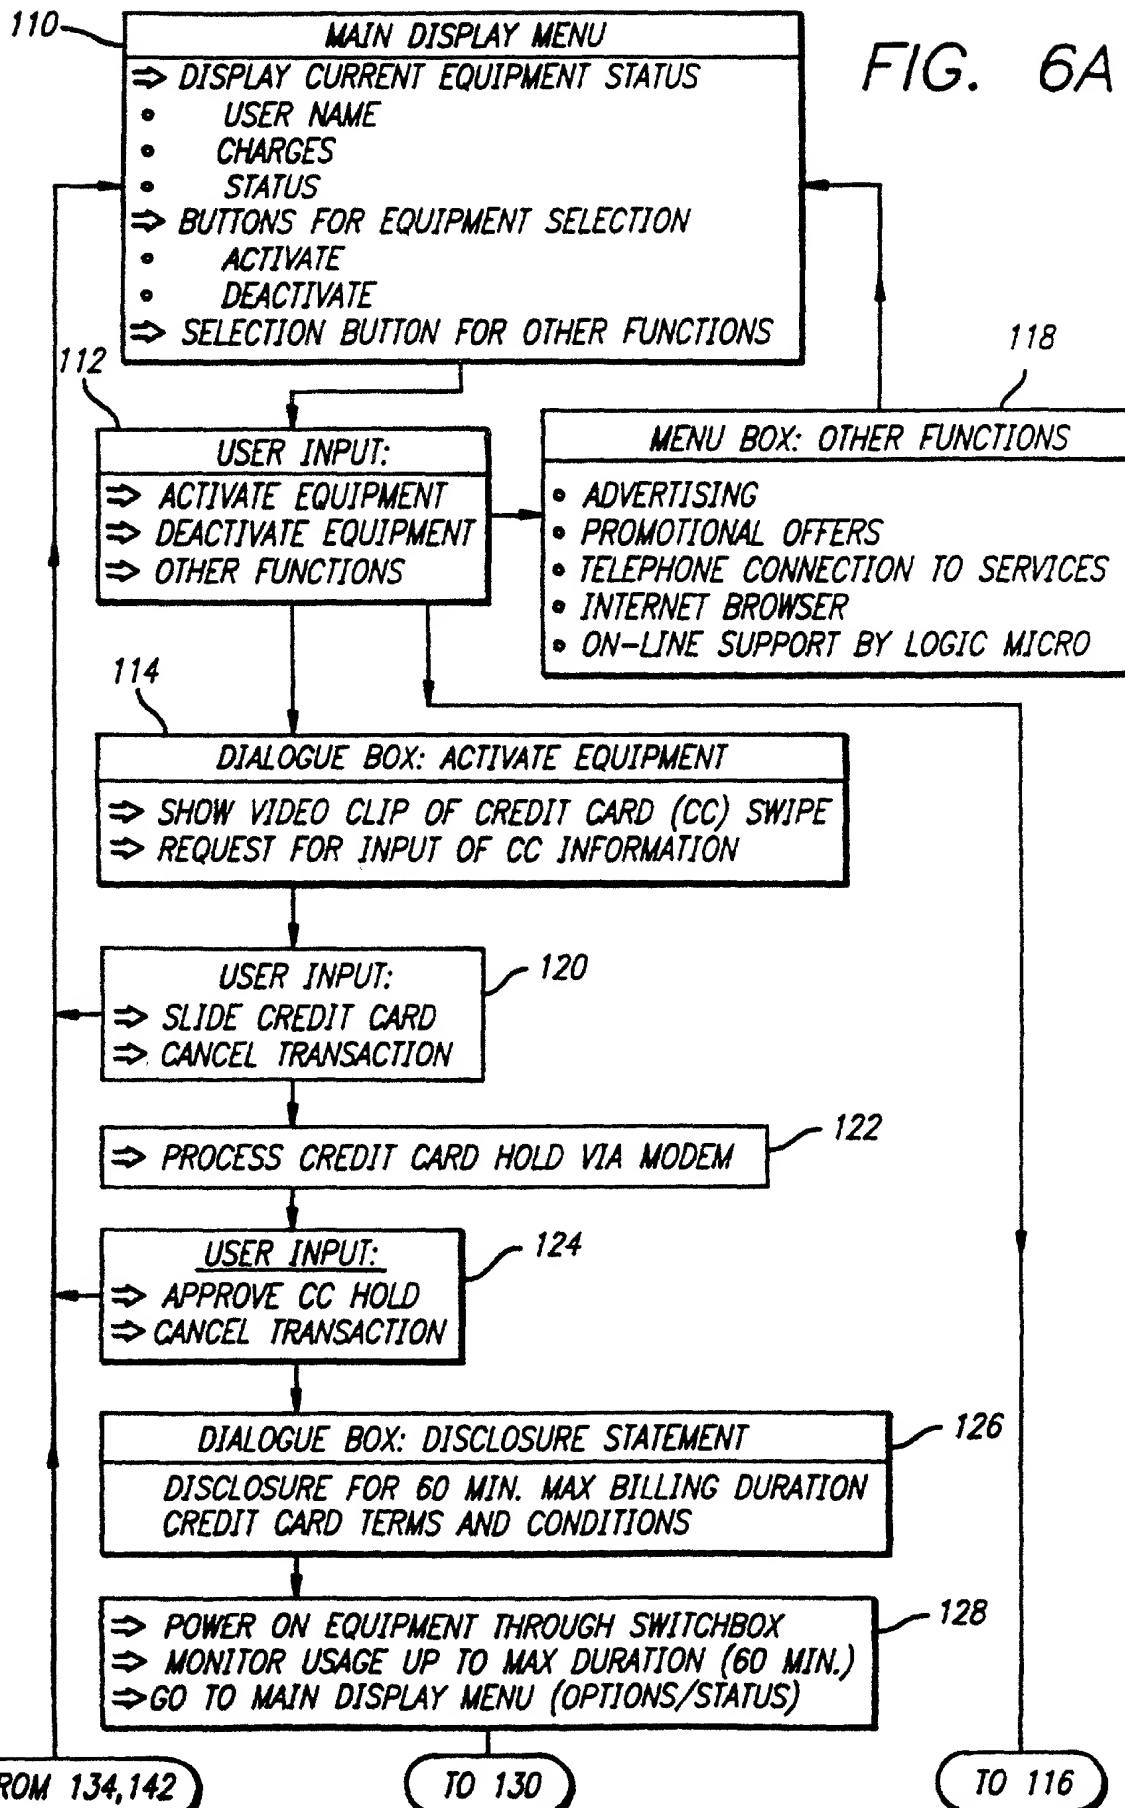 110
MAIN DISPLAY MENU
FIG. 6A
⇒ DISPLAY CURRENT EQUIPMENT STATUS
• USER NAME
• CHARGES
• STATUS
⇒ BUTTONS FOR EQUIPMENT SELECTION
• ACTIVATE
• DEACTIVATE
⇒ SELECTION BUTTON FOR OTHER FUNCTIONS
112
USER INPUT:
⇒ ACTIVATE EQUIPMENT
⇒ DEACTIVATE EQUIPMENT
⇒ OTHER FUNCTIONS
118
MENU BOX: OTHER FUNCTIONS
• ADVERTISING
• PROMOTIONAL OFFERS
• TELEPHONE CONNECTION TO SERVICES
• INTERNET BROWSER
• ON-LINE SUPPORT BY LOGIC MICRO
114
DIALOGUE BOX: ACTIVATE EQUIPMENT
⇒ SHOW VIDEO CLIP OF CREDIT CARD (CC) SWIPE
⇒ REQUEST FOR INPUT OF CC INFORMATION
120
USER INPUT:
⇒ SLIDE CREDIT CARD
⇒ CANCEL TRANSACTION
122
⇒ PROCESS CREDIT CARD HOLD VIA MODEM
124
USER INPUT:
⇒ APPROVE CC HOLD
⇒ CANCEL TRANSACTION
126
DIALOGUE BOX: DISCLOSURE STATEMENT
DISCLOSURE FOR 60 MIN. MAX BILLING DURATION
CREDIT CARD TERMS AND CONDITIONS
128
⇒ POWER ON EQUIPMENT THROUGH SWITCHBOX
⇒ MONITOR USAGE UP TO MAX DURATION (60 MIN.)
⇒ GO TO MAIN DISPLAY MENU (OPTIONS/STATUS)
ROM 134,142
TO 130
TO 116